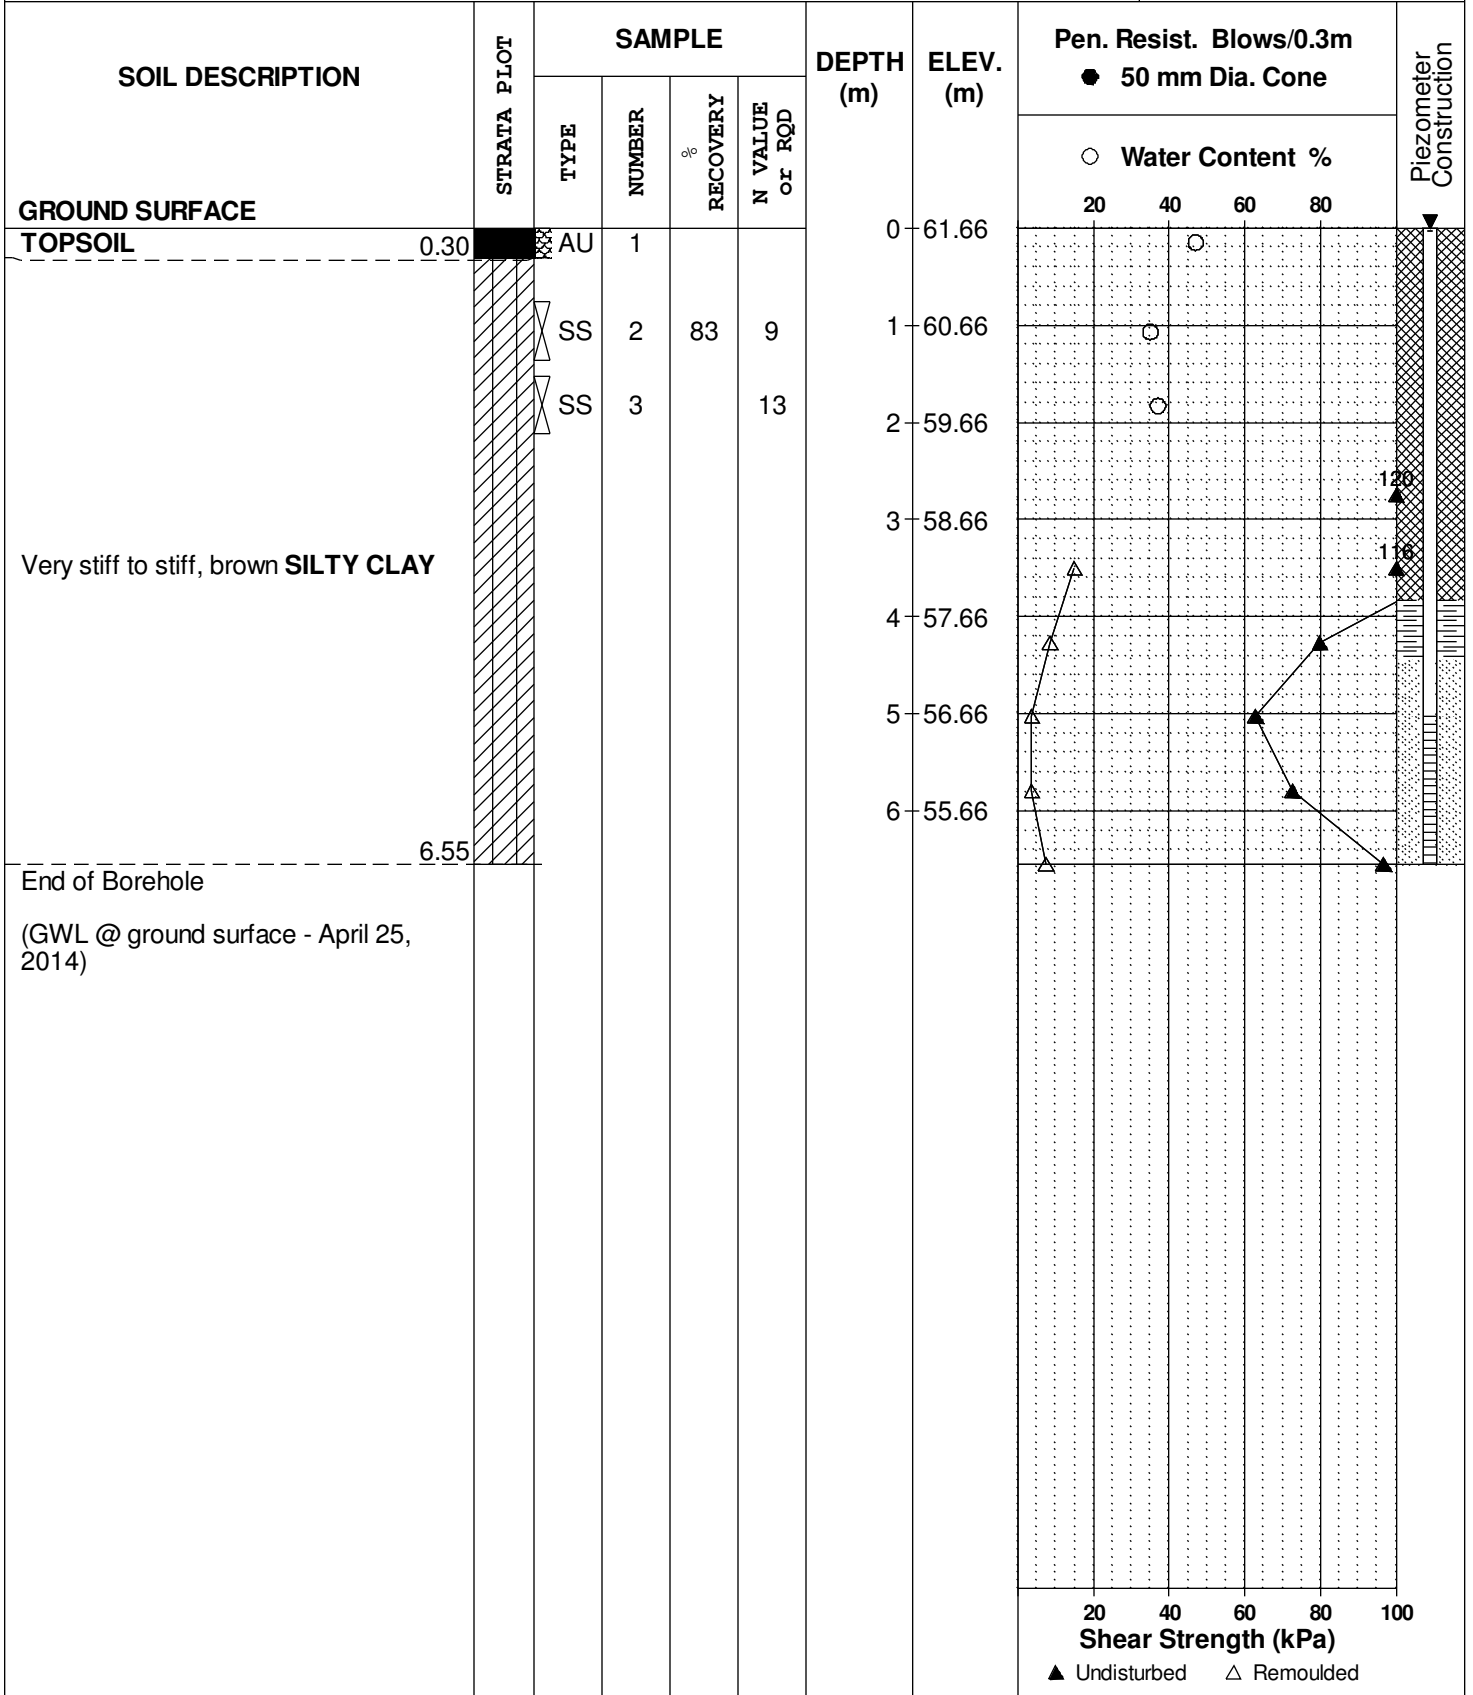 SOIL DESCRIPTION
GROUND SURFACE
STRATA PLOT
SAMPLE
TYPE
NUMBER
%
RECOVERY
N VALUE
or RQD
DEPTH
(m)
ELEV.
(m)
Pen. Resist. Blows/0.3m
● 50 mm Dia. Cone
○ Water Content %
20 40 60 80
Piezometer
Construction
TOPSOIL 0.30
AU 1
0 61.66
SS 2 83 9
1 60.66
SS 3 13
2 59.66
120
3 58.66
116
Very stiff to stiff, brown SILTY CLAY
4 57.66
5 56.66
6 55.66
6.55
End of Borehole
(GWL @ ground surface - April 25,
2014)
20 40 60 80 100
Shear Strength (kPa)
▲ Undisturbed △ Remoulded